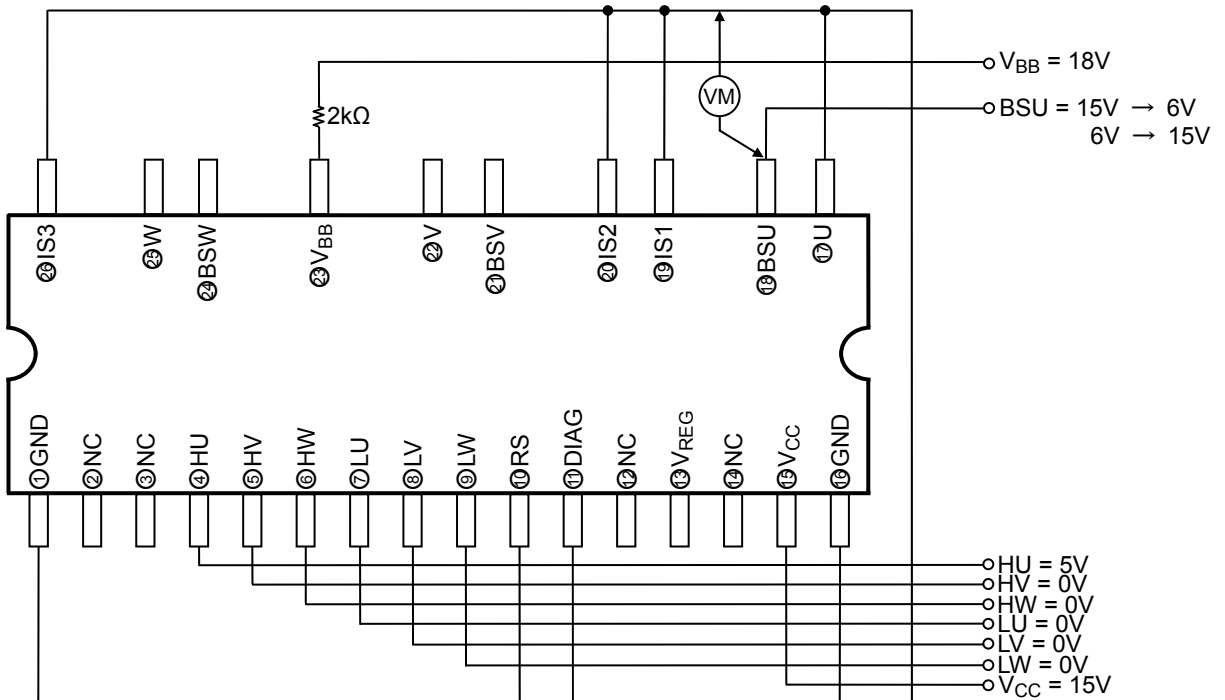 V_BB = 18V
VM
BSU = 15V → 6V
6V → 15V
2kΩ
㉖IS3
㉕W
㉔BSW
㉓V_BB
㉒V
㉑BSV
⑳IS2
⑲IS1
⑱BSU
⑰U
①GND
②NC
③NC
④HU
⑤HV
⑥HW
⑦LU
⑧LV
⑨LW
⑩RS
⑪DIAG
⑫NC
⑬V_REG
⑭NC
⑮V_CC
⑯GND
HU = 5V
HV = 0V
HW = 0V
LU = 0V
LV = 0V
LW = 0V
V_CC = 15V